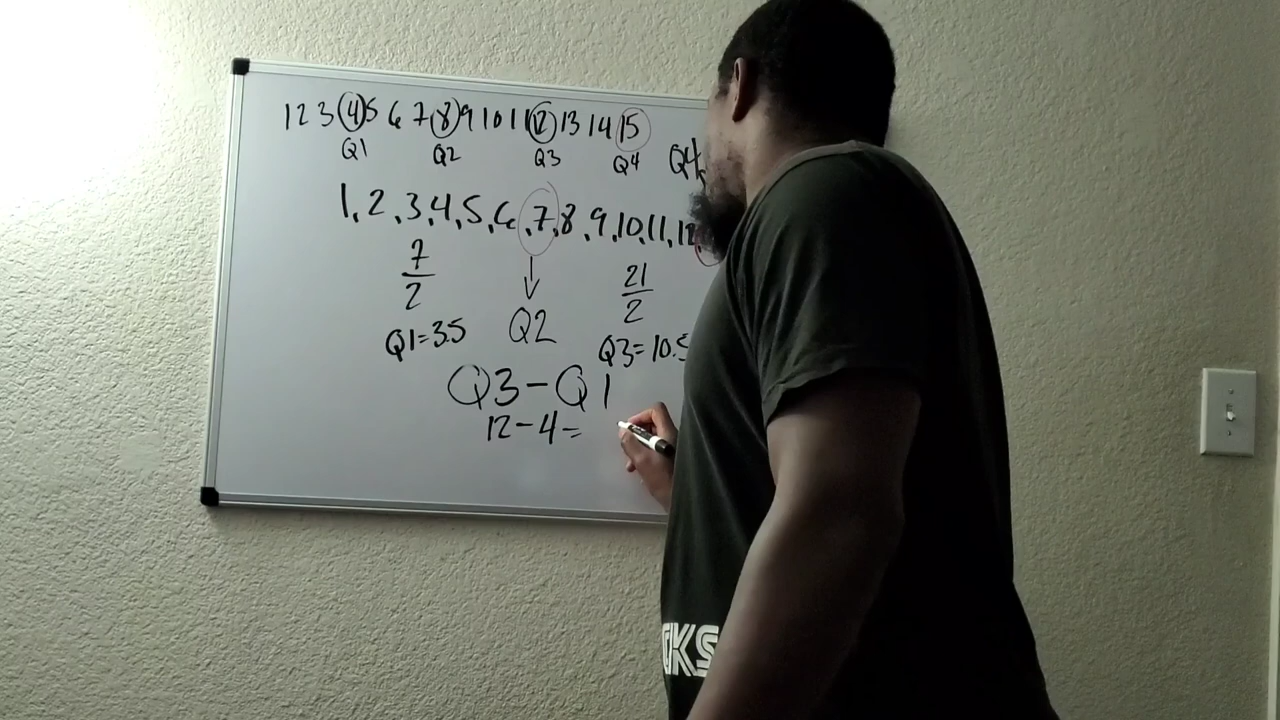 1 2 3 4 5 6 7 8 9 10 11 12 13 14 15
Q1 Q2 Q3 Q4 Q4
1, 2, 3, 4, 5, 6, 7, 8, 9, 10, 11, 12
7
2
21
2
Q1=3.5 Q2 Q3=10.5
Q3-Q1
12-4=